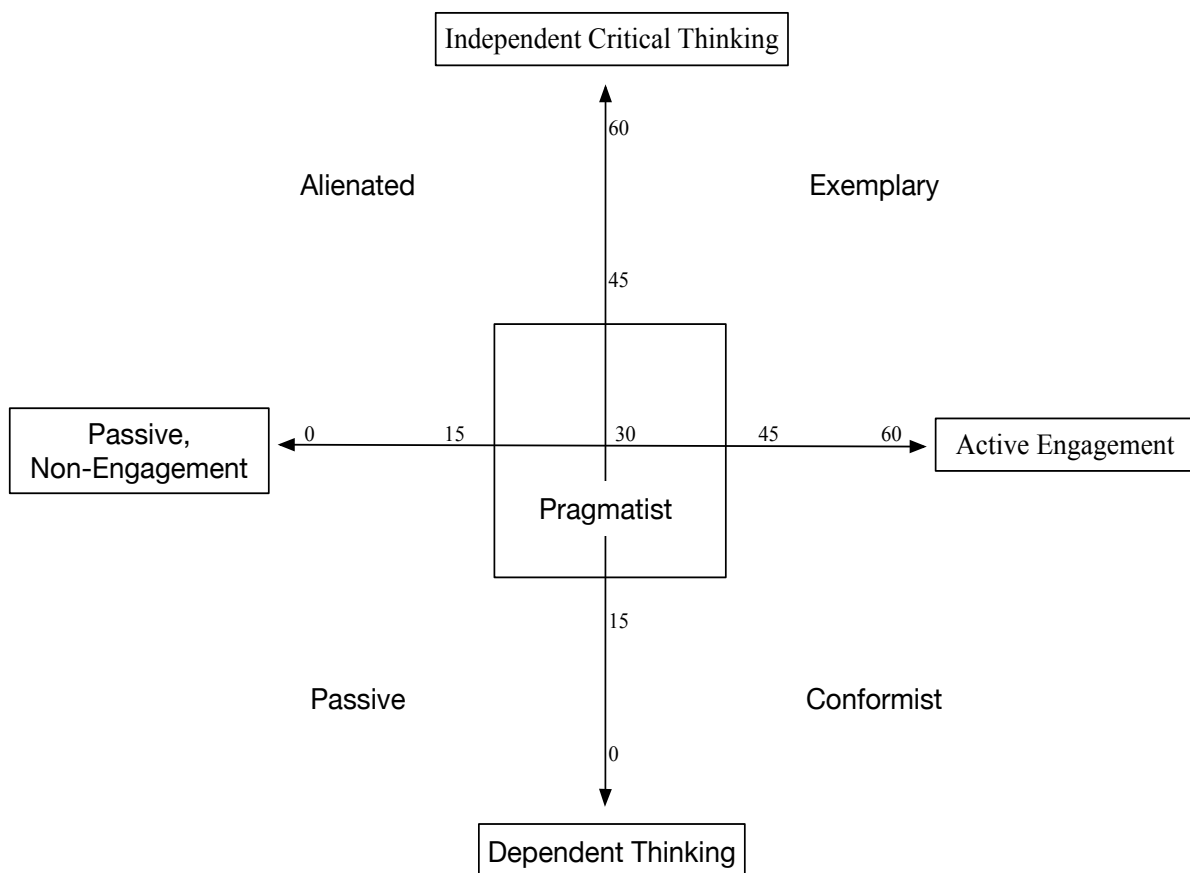 Independent Critical Thinking
60
Alienated
Exemplary
45
Passive,
Non-Engagement
0
15
30
45
60
Active Engagement
Pragmatist
15
Passive
Conformist
0
Dependent Thinking